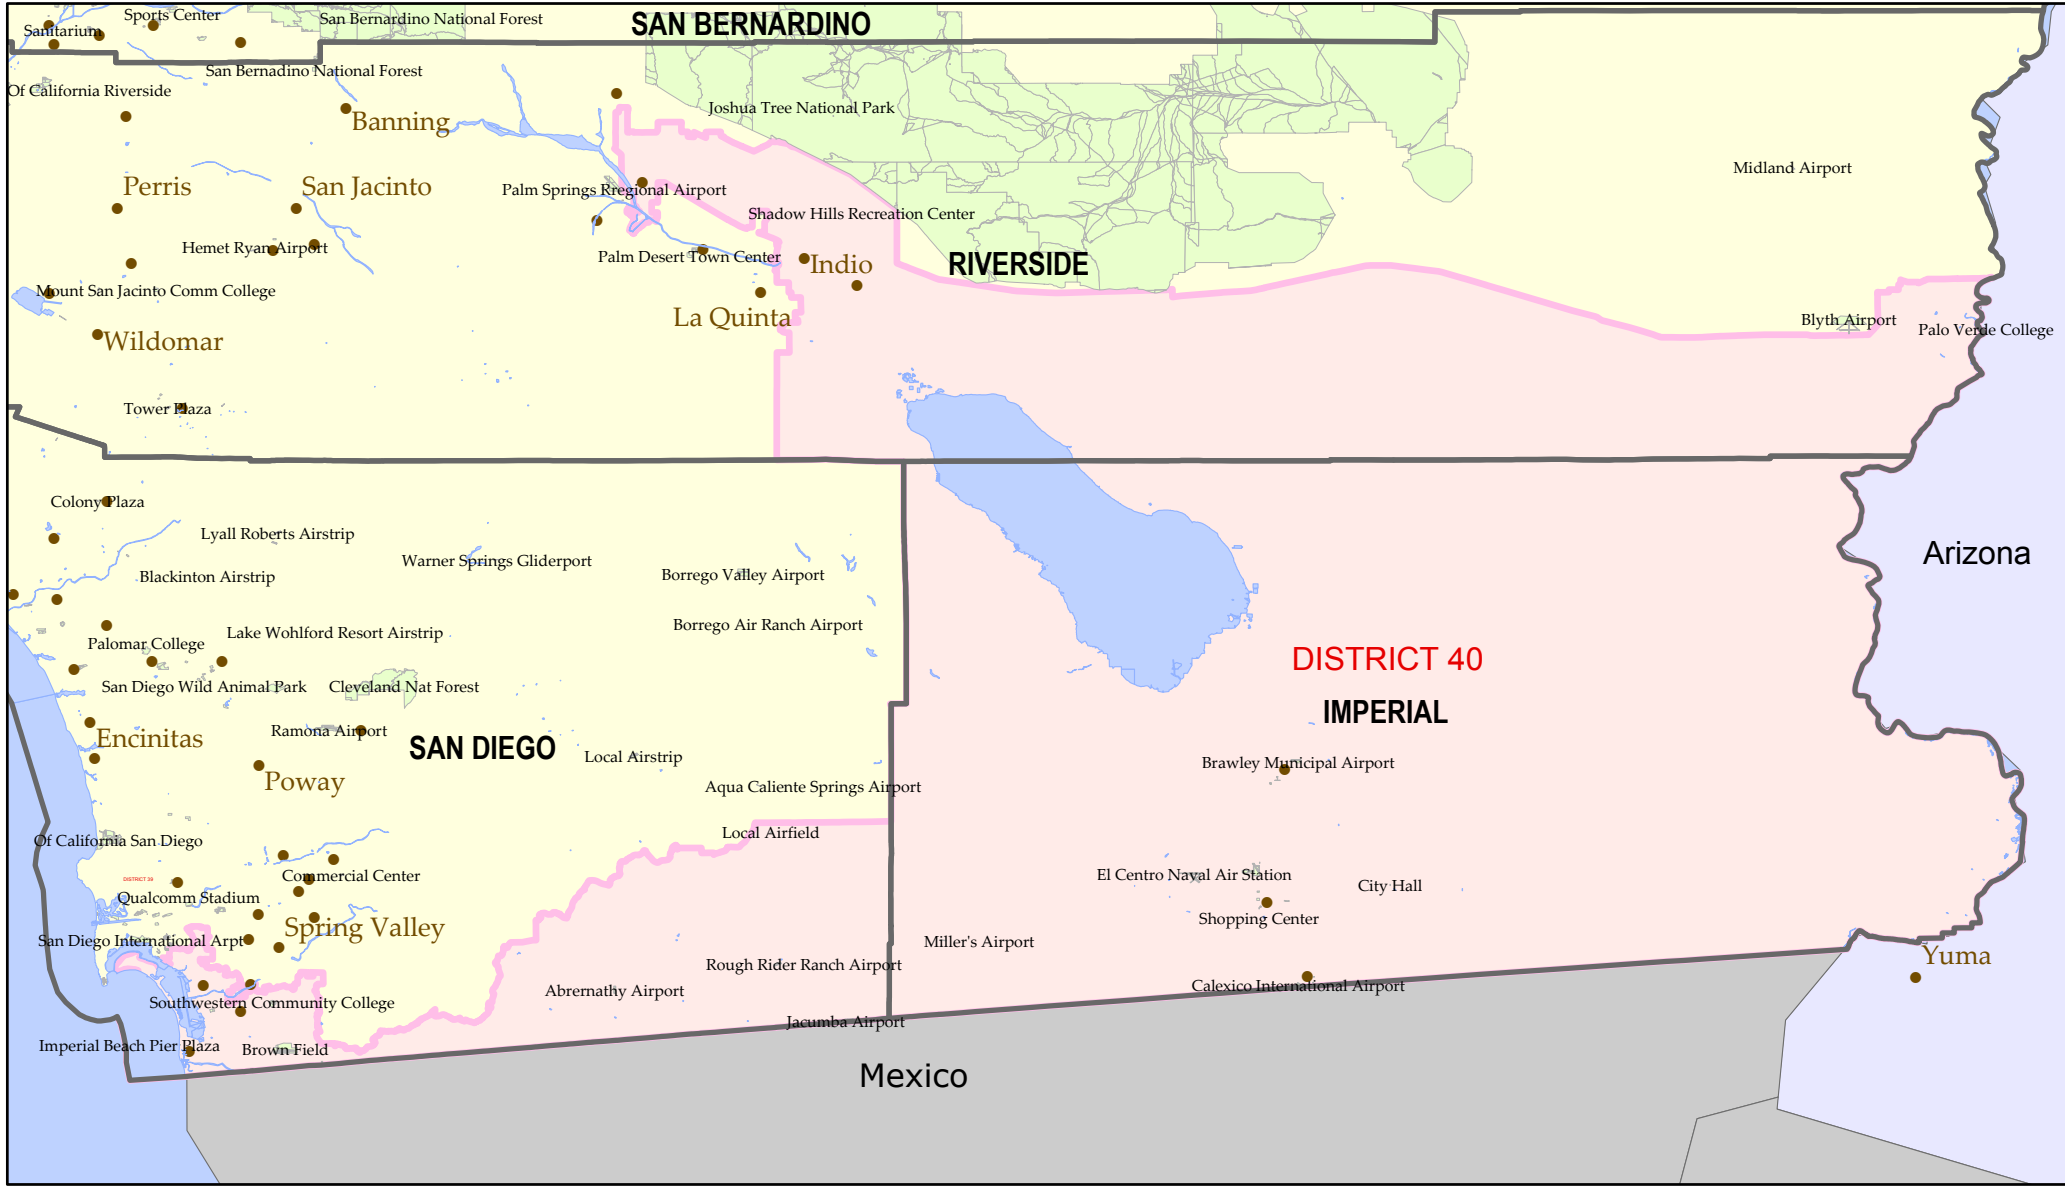 Sports Center
San Bernardino National Forest
SAN BERNARDINO
Sanitarium
San Bernadino National Forest
Of California Riverside
Joshua Tree National Park
Banning
Midland Airport
Perris
San Jacinto
Palm Springs Rregional Airport
Shadow Hills Recreation Center
Hemet Ryan Airport
Palm Desert Town Center
Indio
RIVERSIDE
Mount San Jacinto Comm College
La Quinta
Blyth Airport
Palo Verde College
Wildomar
Tower Plaza
Colony Plaza
Lyall Roberts Airstrip
Warner Springs Gliderport
Arizona
Blackinton Airstrip
Borrego Valley Airport
Borrego Air Ranch Airport
Lake Wohlford Resort Airstrip
Palomar College
DISTRICT 40
San Diego Wild Animal Park
Cleveland Nat Forest
IMPERIAL
Encinitas
Ramona Airport
SAN DIEGO
Local Airstrip
Brawley Municipal Airport
Poway
Aqua Caliente Springs Airport
Local Airfield
Of California San Diego
DISTRICT 39
Commercial Center
El Centro Naval Air Station
City Hall
Qualcomm Stadium
Shopping Center
Spring Valley
San Diego International Arpt
Miller's Airport
Yuma
Rough Rider Ranch Airport
Abrernathy Airport
Calexico International Airport
Southwestern Community College
Jacumba Airport
Imperial Beach Pier Plaza
Brown Field
Mexico